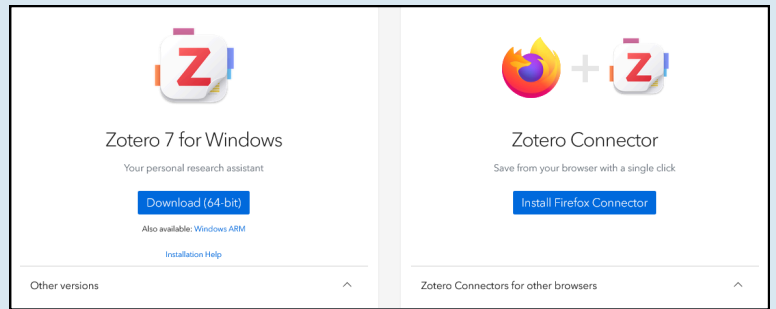 Z
Zotero 7 for Windows
Your personal research assistant
Download (64-bit)
Also available: Windows ARM
Installation Help
Other versions
Z
Zotero Connector
Save from your browser with a single click
Install Firefox Connector
Zotero Connectors for other browsers